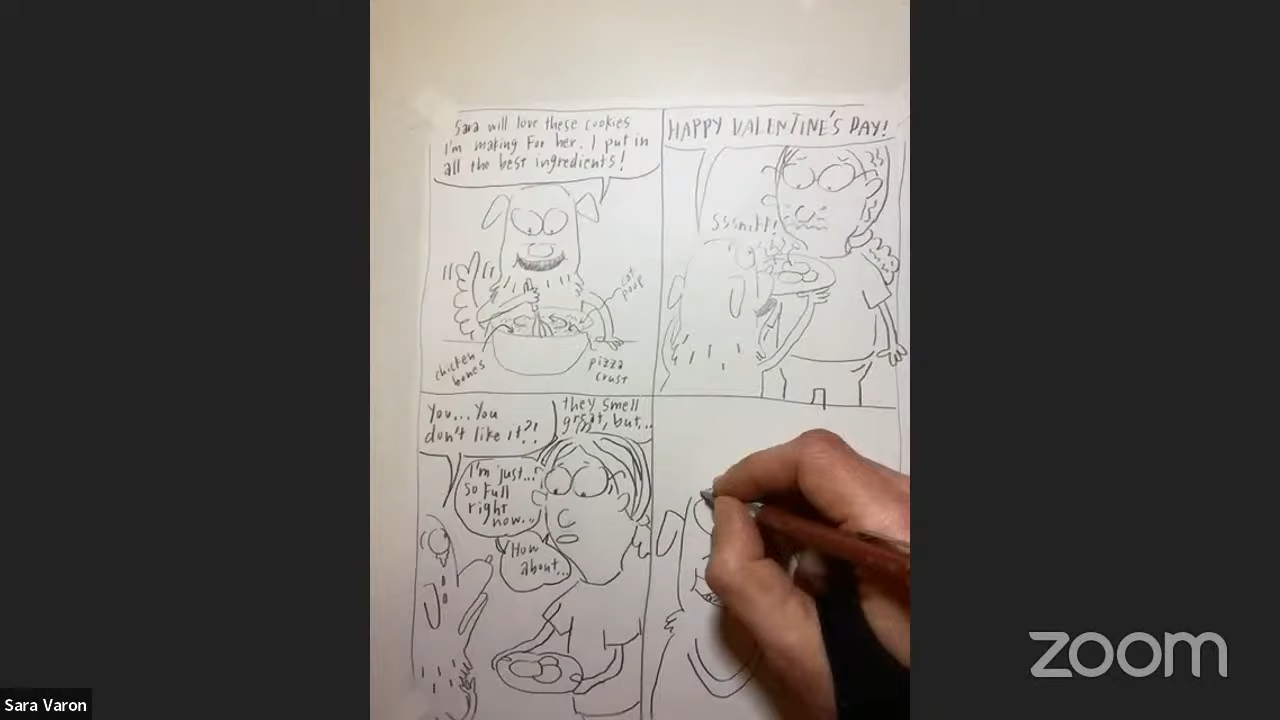 Sara will love these cookies
I'm making for her. I put in
all the best ingredients!
cat
poop
chicken
bones
pizza
crust
HAPPY VALENTINE'S DAY!
Sssniff!
You... You
don't like it?!
they smell
great, but...
I'm just...
so full
right
now...
How
about...
Sara Varon
zoom